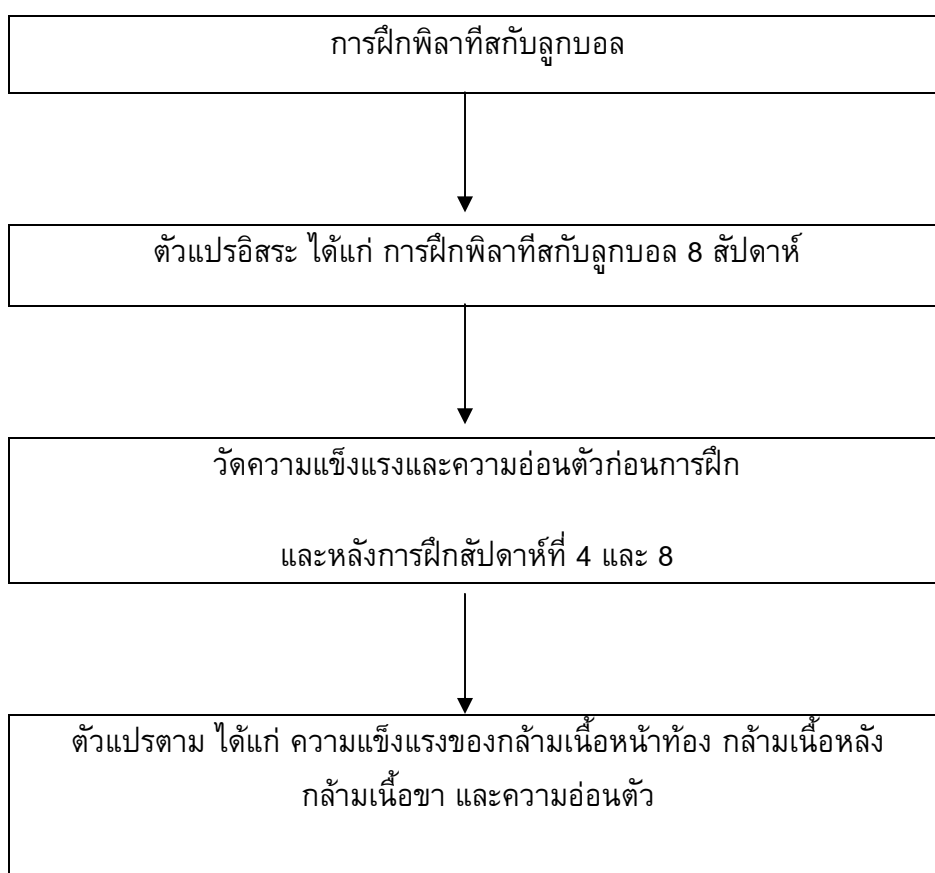 การฝึกพิลาทีสกับลูกบอล
ตัวแปรอิสระ ได้แก่ การฝึกพิลาทีสกับลูกบอล 8 สัปดาห์
วัดความแข็งแรงและความอ่อนตัวก่อนการฝึก
และหลังการฝึกสัปดาห์ที่ 4 และ 8
ตัวแปรตาม ได้แก่ ความแข็งแรงของกล้ามเนื้อหน้าท้อง กล้ามเนื้อหลัง
กล้ามเนื้อขา และความอ่อนตัว